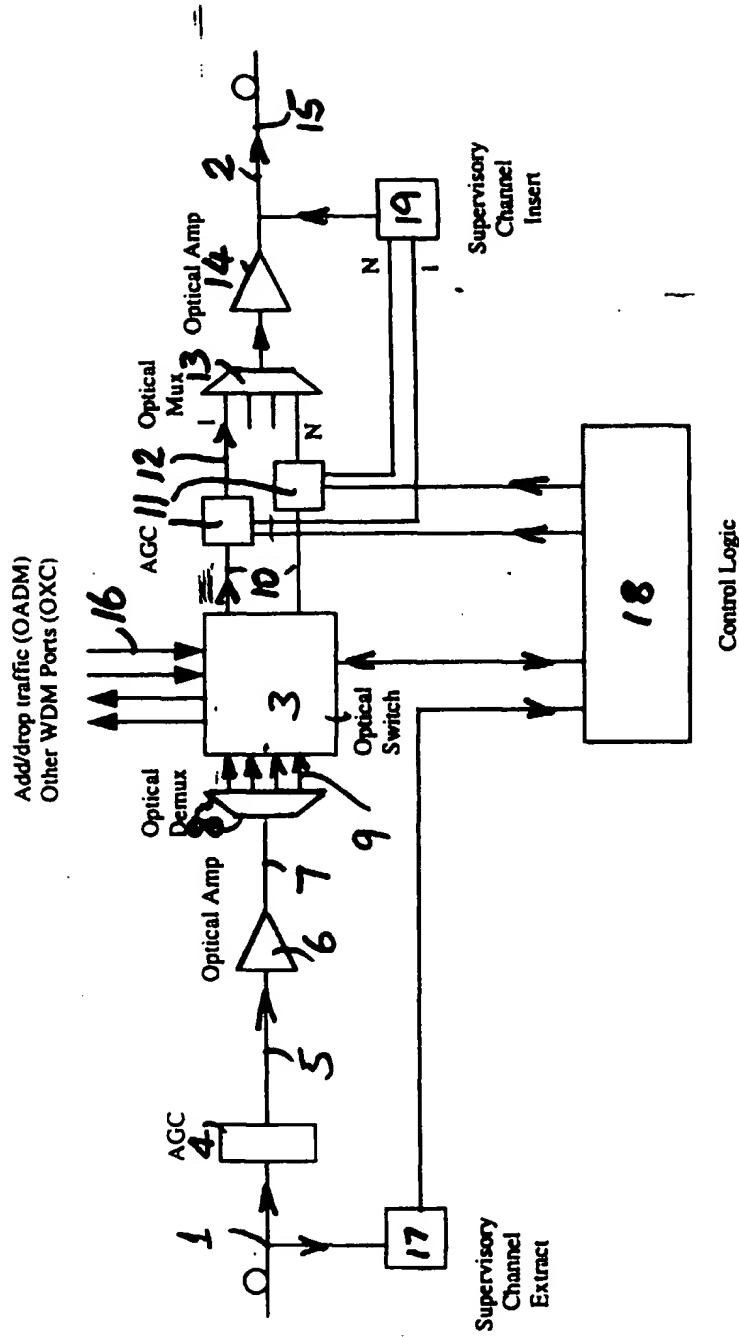 Add/drop traffic (OADM)
Other WDM Ports (OXC)
16
AGC
4
Optical Amp
6
Optical
Demux
8
3
Optical
Switch
AGC 11
12
10
Optical
Mux
13
1
N
Optical Amp
14
2
15
1
5
7
9
17
Supervisory
Channel
Extract
18
Control Logic
N
1
19
Supervisory
Channel
Insert